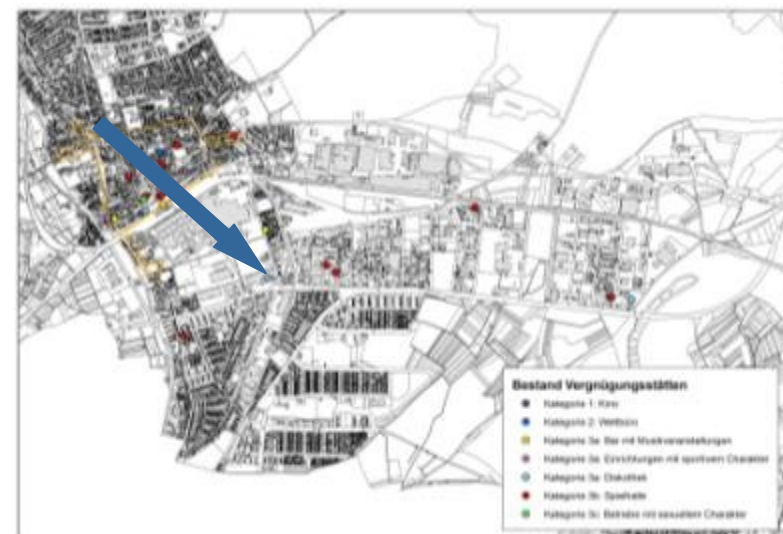 Bestand Vergnügungsstätten
Kategorie 1: Kino
Kategorie 2: Wettbüro
Kategorie 3a: Bar mit Musikveranstaltungen
Kategorie 3a: Einrichtungen mit sportivem Charakter
Kategorie 3a: Diskothek
Kategorie 3b: Spielhalle
Kategorie 3c: Betriebe mit sexuellem Charakter